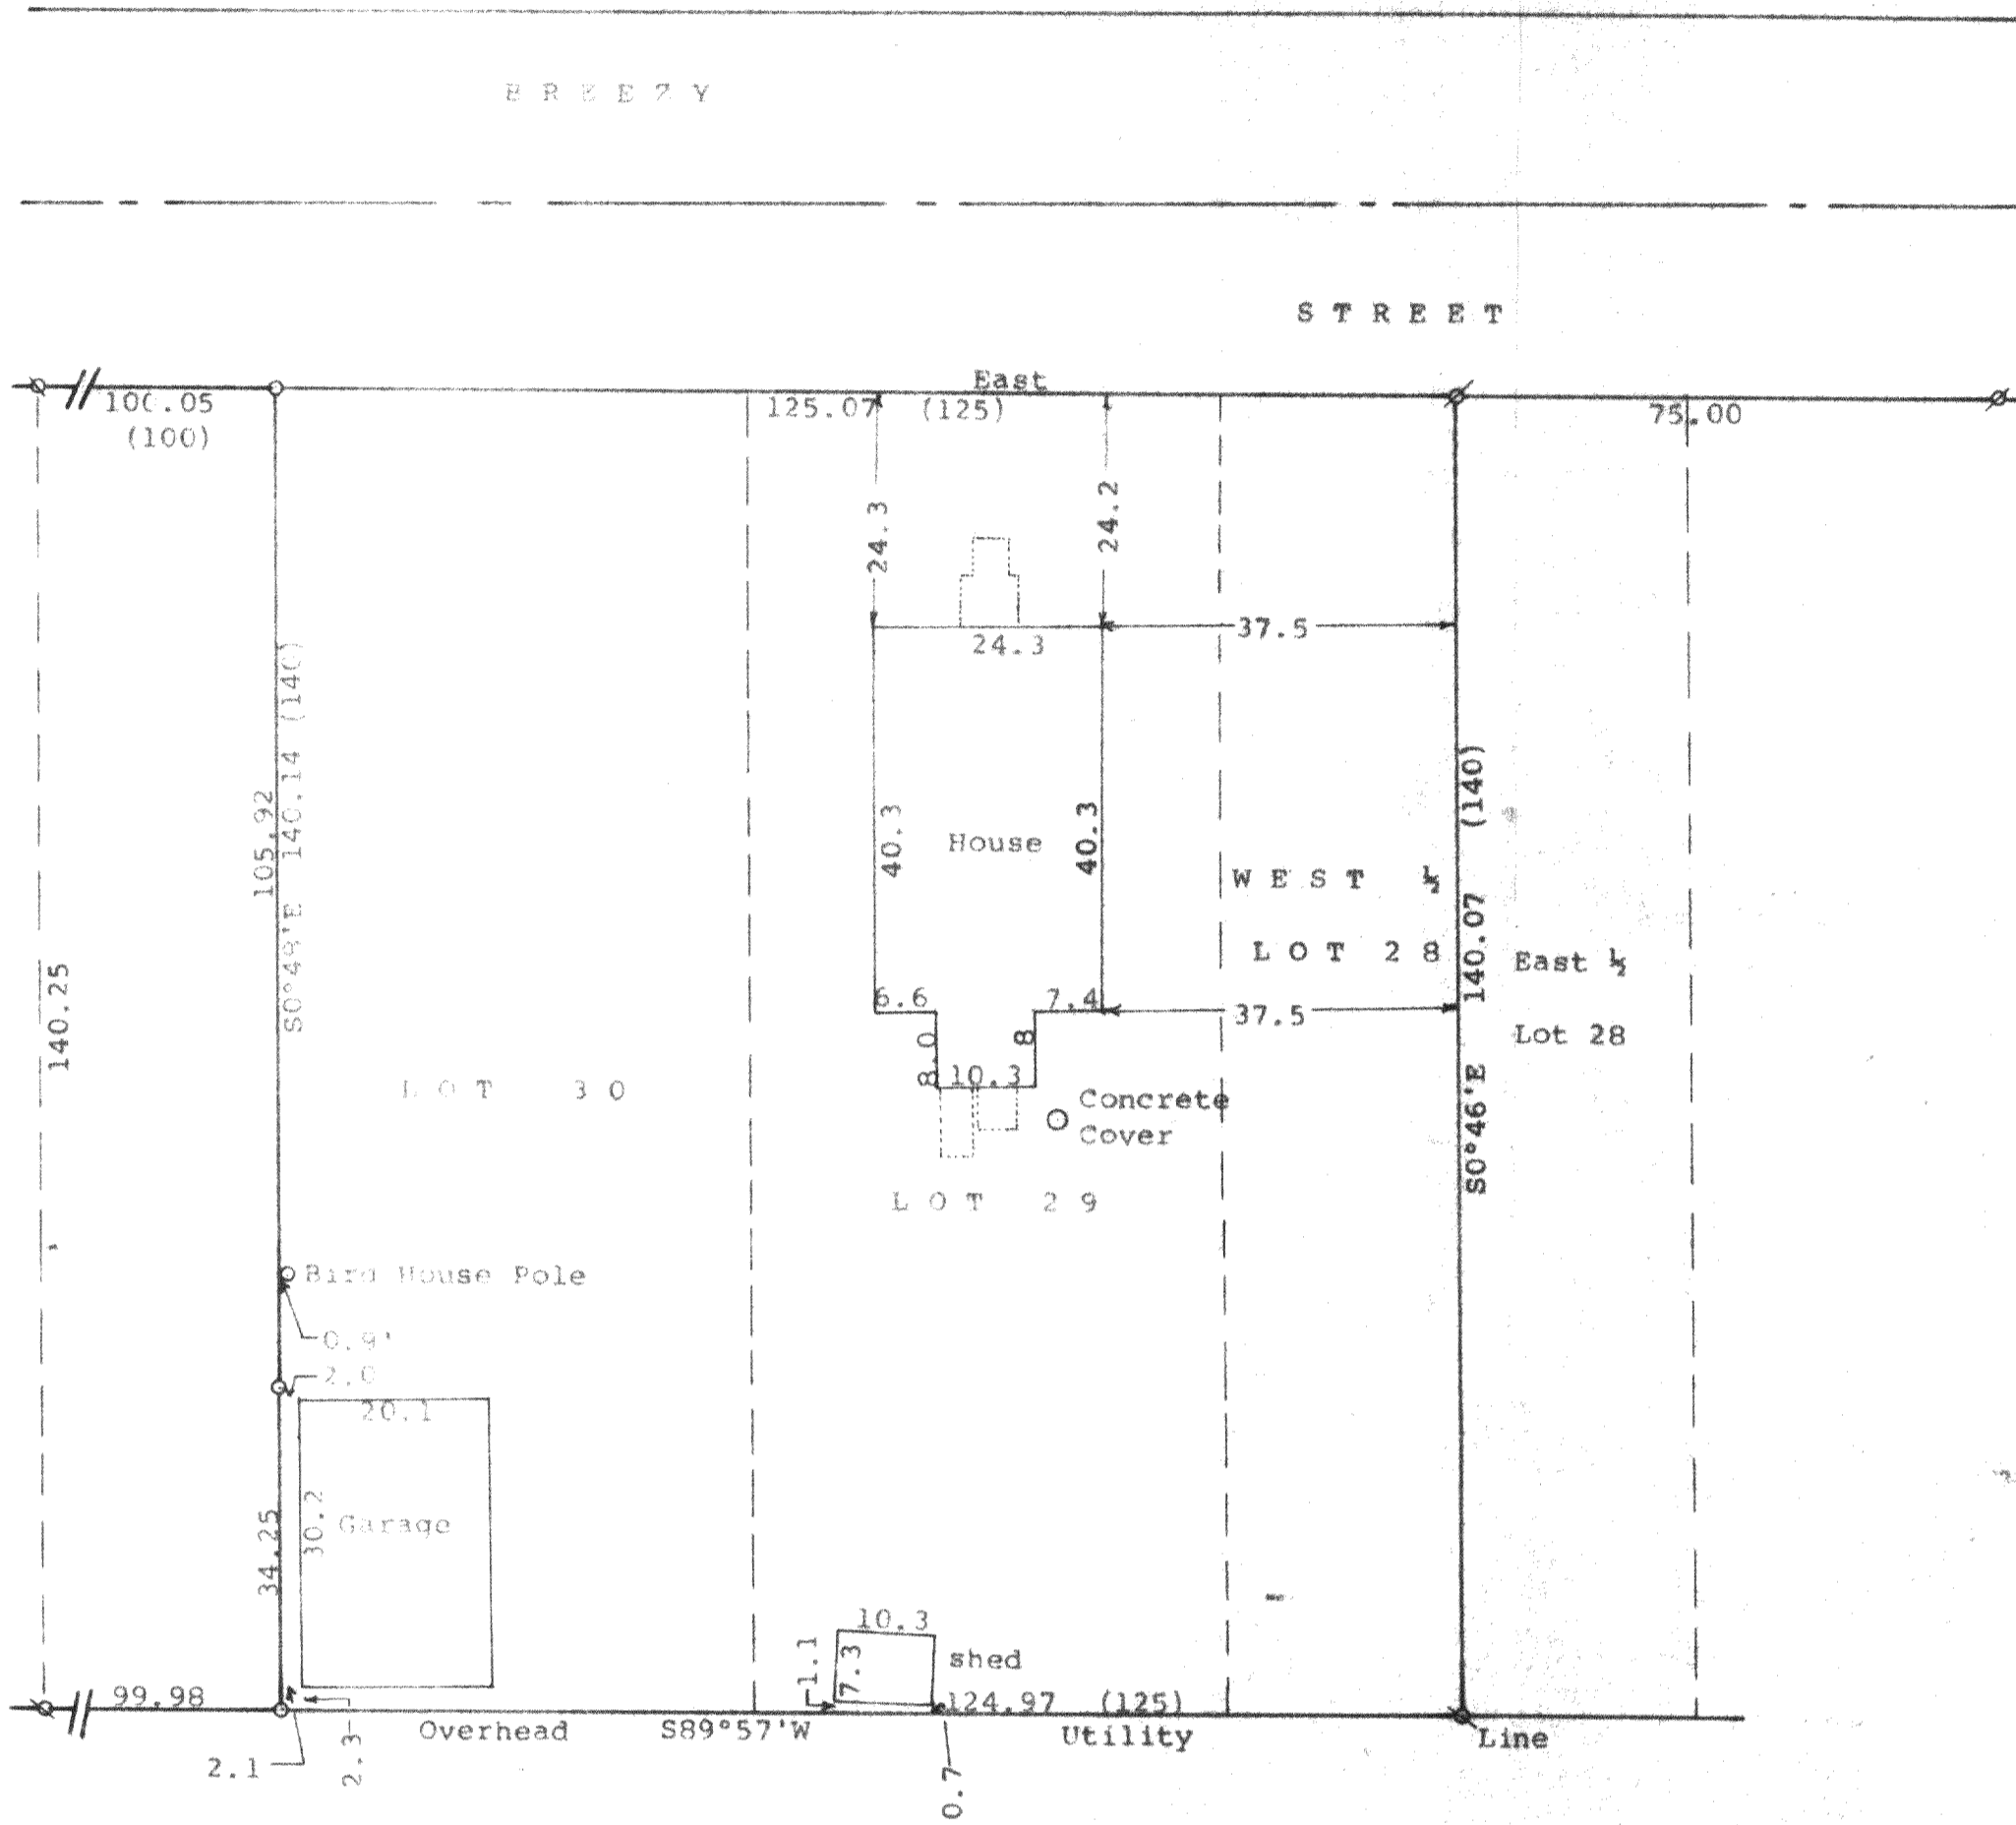 BREEZY
STREET
East
100.05
(100)
125.07 (125)
75.00
24.3
24.2
37.5
24.3
S0°49'E 140.14 (140)
105.92
40.3
House
40.3
WEST ½
LOT 28
140.25
East ½
Lot 28
S0°46'E 140.07 (140)
6.6
7.4
37.5
8.0
8
10.3
LOT 30
Concrete
Cover
LOT 29
Bird House Pole
0.9'
2.0
20.1
34.25
30.2
Garage
10.3
1.1
7.3
shed
99.98
124.97 (125)
Overhead S89°57'W Utility Line
2.1
2.3
0.7